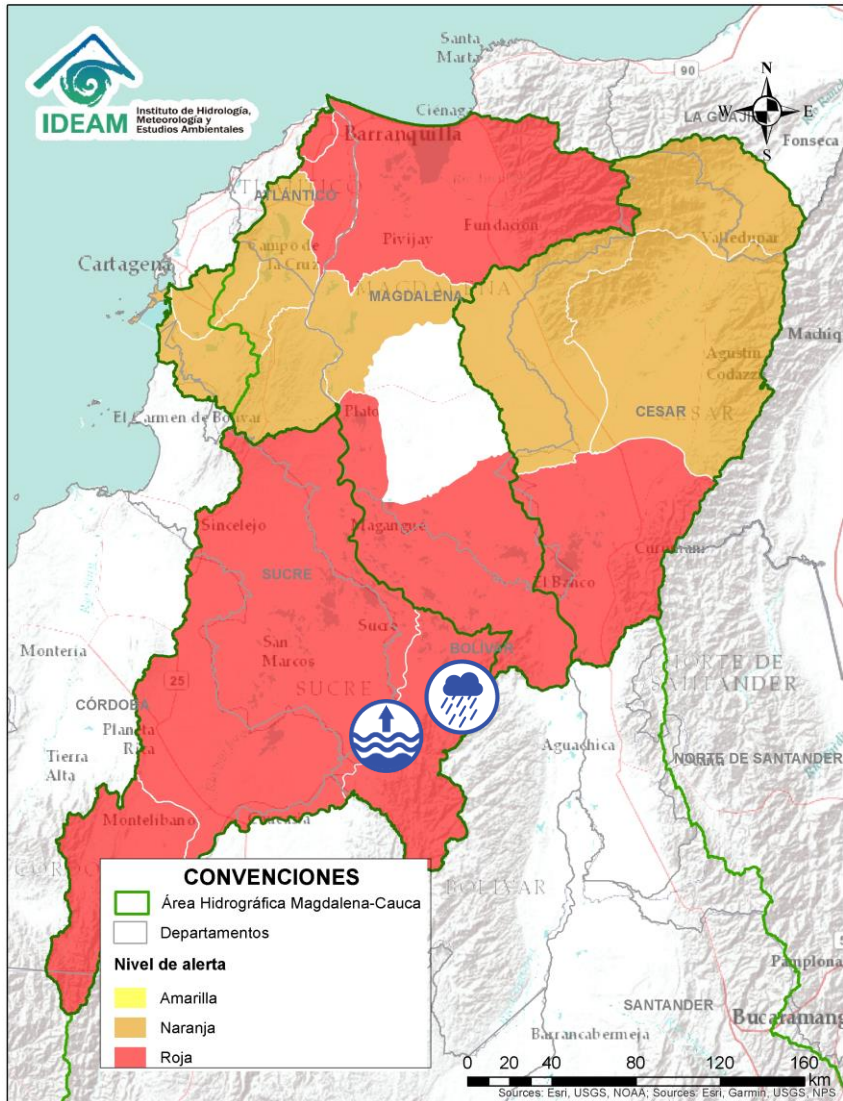 IDEAM
Instituto de Hidrología,
Meteorología y
Estudios Ambientales
Santa
Marta
90
N
W
E
S
Ciénaga
LA GUAJI
Fonseca
Barranquilla
ATLÁNTICO
Fundación
Pivijay
Campo de
la Cruz
Valledupar
Cartagena
MAGDALENA
Machiq
Agustín
Codazzi
CESAR
CESAR
El Carmen de Bolívar
Plato
Sincelejo
Magangué
Curumaní
SUCRE
El Banco
Sucre
Montería
San
Marcos
BOLÍVAR
25
SUCRE
NORTE DE
SANTANDER
CÓRDOBA
Planeta
Rica
Aguachica
Tierra
Alta
NORTE DE SANTANDER
Montelíbano
BOLÍVAR
CONVENCIONES
Área Hidrográfica Magdalena-Cauca
Departamentos
Nivel de alerta
Amarilla
Naranja
Roja
Pamplona
SANTANDER
Bucaramang
Barrancabermeja
0 20 40 80 120 160
km
Sources: Esri, USGS, NOAA; Sources: Esri, Garmin, USGS, NPS